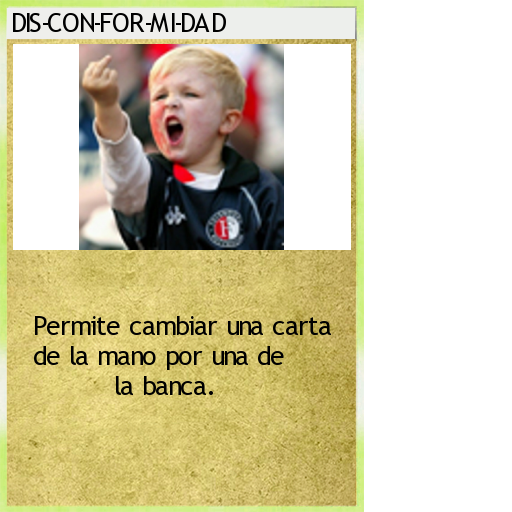 DIS-CON-FOR-MI-DAD
Permite cambiar una carta
de la mano por una de
la banca.